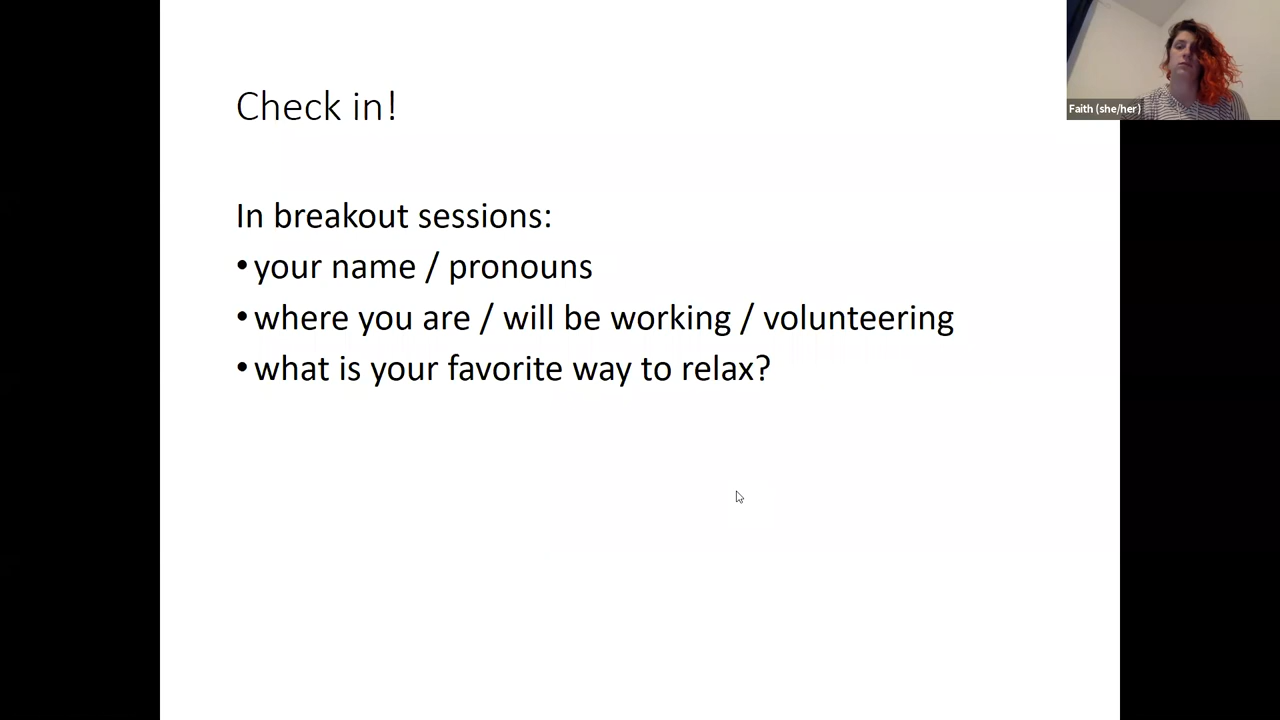 Check in!
Faith (she/her)
In breakout sessions:
•your name / pronouns
•where you are / will be working / volunteering
•what is your favorite way to relax?